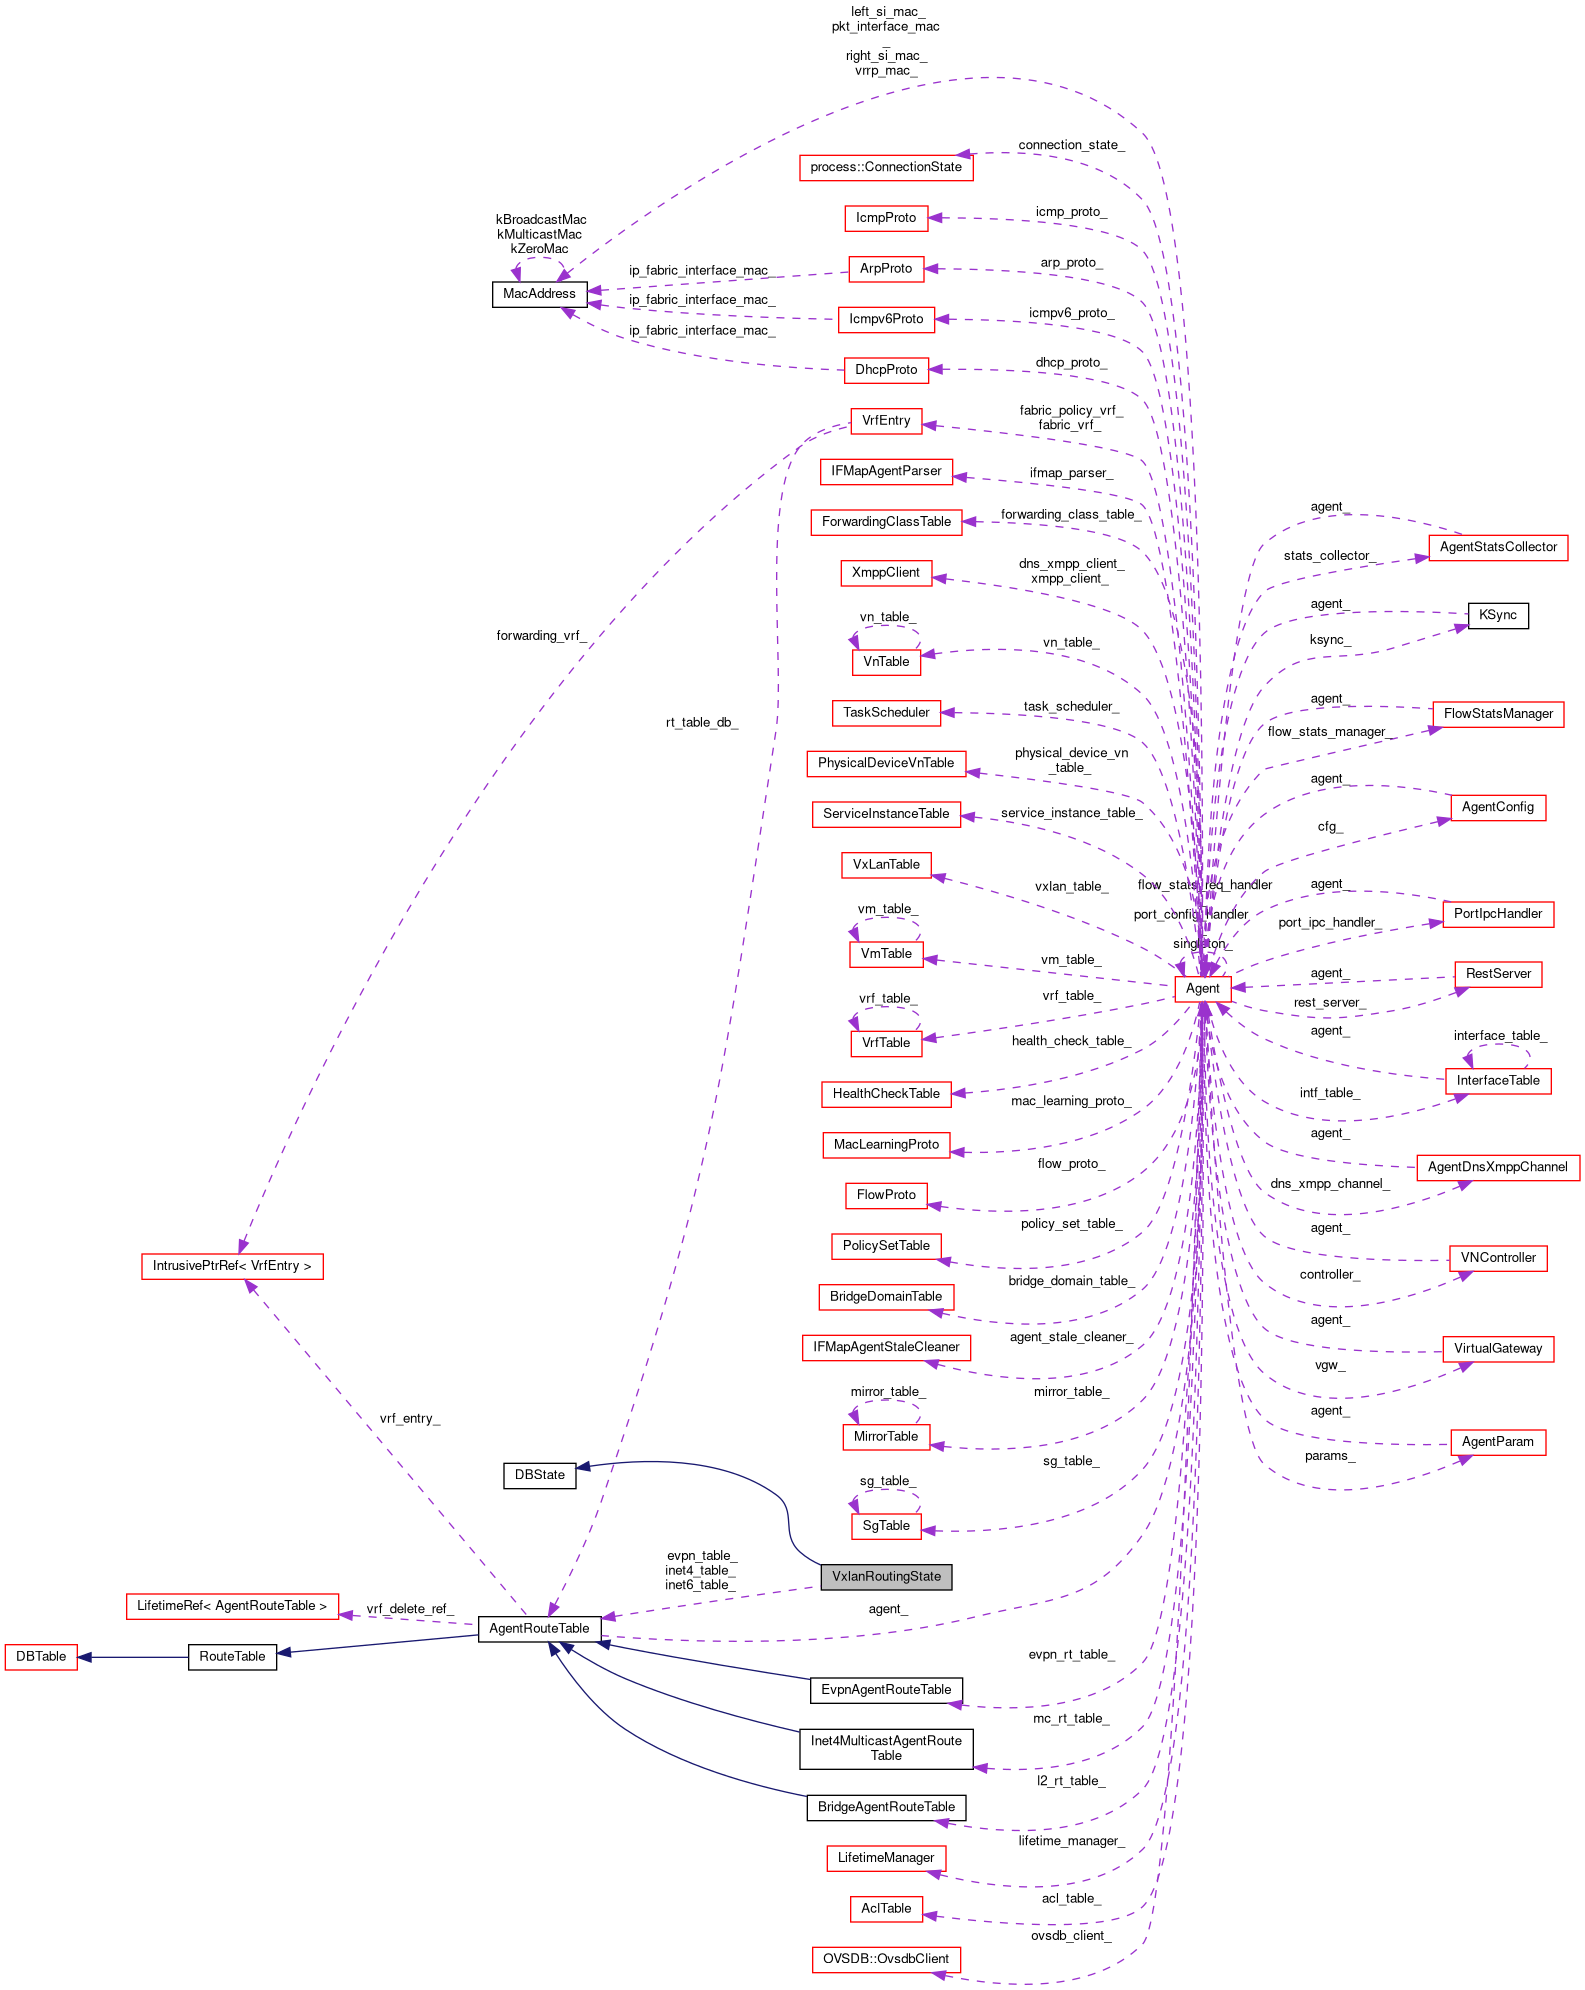 left_si_mac_
pkt_interface_mac
_
right_si_mac_
vrrp_mac_
connection_state_
process::ConnectionState
icmp_proto_
IcmpProto
kBroadcastMac
kMulticastMac
kZeroMac
MacAddress
ip_fabric_interface_mac_
ArpProto
arp_proto_
ip_fabric_interface_mac_
Icmpv6Proto
icmpv6_proto_
ip_fabric_interface_mac_
DhcpProto
dhcp_proto_
VrfEntry
fabric_policy_vrf_
fabric_vrf_
IFMapAgentParser
ifmap_parser_
ForwardingClassTable
forwarding_class_table_
XmppClient
dns_xmpp_client_
xmpp_client_
vn_table_
VnTable
vn_table_
forwarding_vrf_
rt_table_db_
TaskScheduler
task_scheduler_
PhysicalDeviceVnTable
physical_device_vn
_table_
ServiceInstanceTable
service_instance_table_
VxLanTable
vxlan_table_
flow_stats_req_handler
_
port_config_handler
_
singleton_
Agent
vm_table_
VmTable
vm_table_
vrf_table_
VrfTable
vrf_table_
HealthCheckTable
health_check_table_
MacLearningProto
mac_learning_proto_
FlowProto
flow_proto_
PolicySetTable
policy_set_table_
BridgeDomainTable
bridge_domain_table_
IFMapAgentStaleCleaner
agent_stale_cleaner_
mirror_table_
MirrorTable
mirror_table_
sg_table_
SgTable
sg_table_
agent_
stats_collector_
AgentStatsCollector
agent_
ksync_
KSync
agent_
flow_stats_manager_
FlowStatsManager
agent_
cfg_
AgentConfig
agent_
port_ipc_handler_
PortIpcHandler
agent_
rest_server_
RestServer
agent_
intf_table_
interface_table_
InterfaceTable
agent_
dns_xmpp_channel_
AgentDnsXmppChannel
agent_
controller_
VNController
agent_
vgw_
VirtualGateway
agent_
params_
AgentParam
IntrusivePtrRef< VrfEntry >
vrf_entry_
DBState
VxlanRoutingState
evpn_table_
inet4_table_
inet6_table_
LifetimeRef< AgentRouteTable >
vrf_delete_ref_
AgentRouteTable
agent_
DBTable
RouteTable
EvpnAgentRouteTable
evpn_rt_table_
Inet4MulticastAgentRoute
Table
mc_rt_table_
BridgeAgentRouteTable
l2_rt_table_
LifetimeManager
lifetime_manager_
AclTable
acl_table_
OVSDB::OvsdbClient
ovsdb_client_